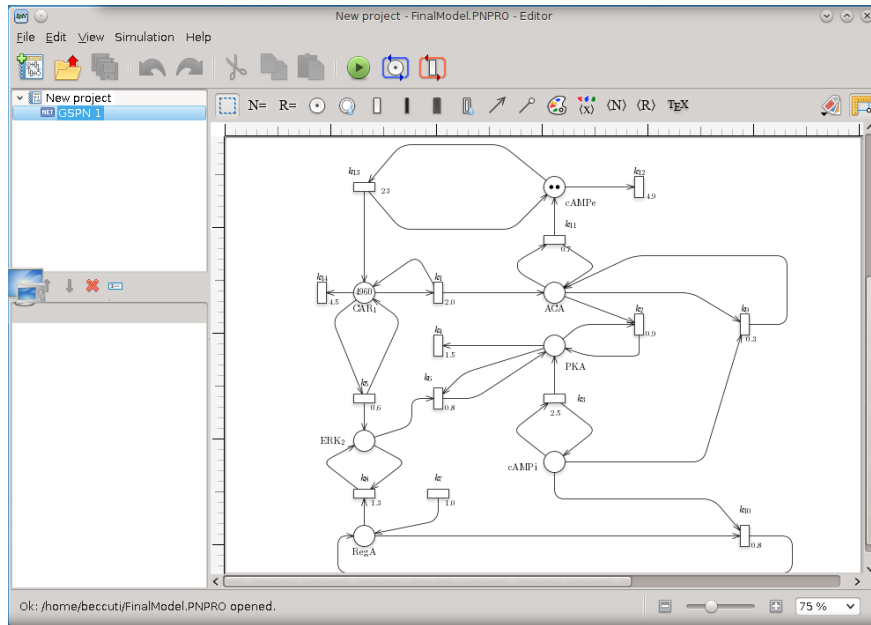 New project - FinalModel.PNPRO - Editor
File Edit View Simulation Help
New project
NET GSPN 1
N= R= ⟨N⟩ ⟨R⟩ TEX
k13
23
k12
4.9
cAMPe
k11
0.7
k14
4.5
4960
CAR1
k1
2.0
ACA
k2
0.9
k9
0.3
k4
1.5
PKA
k5
0.6
k6
0.8
k3
2.5
ERK2
cAMPi
k8
1.3
k7
1.0
k10
0.8
RegA
Ok: /home/beccuti/FinalModel.PNPRO opened.
75 %